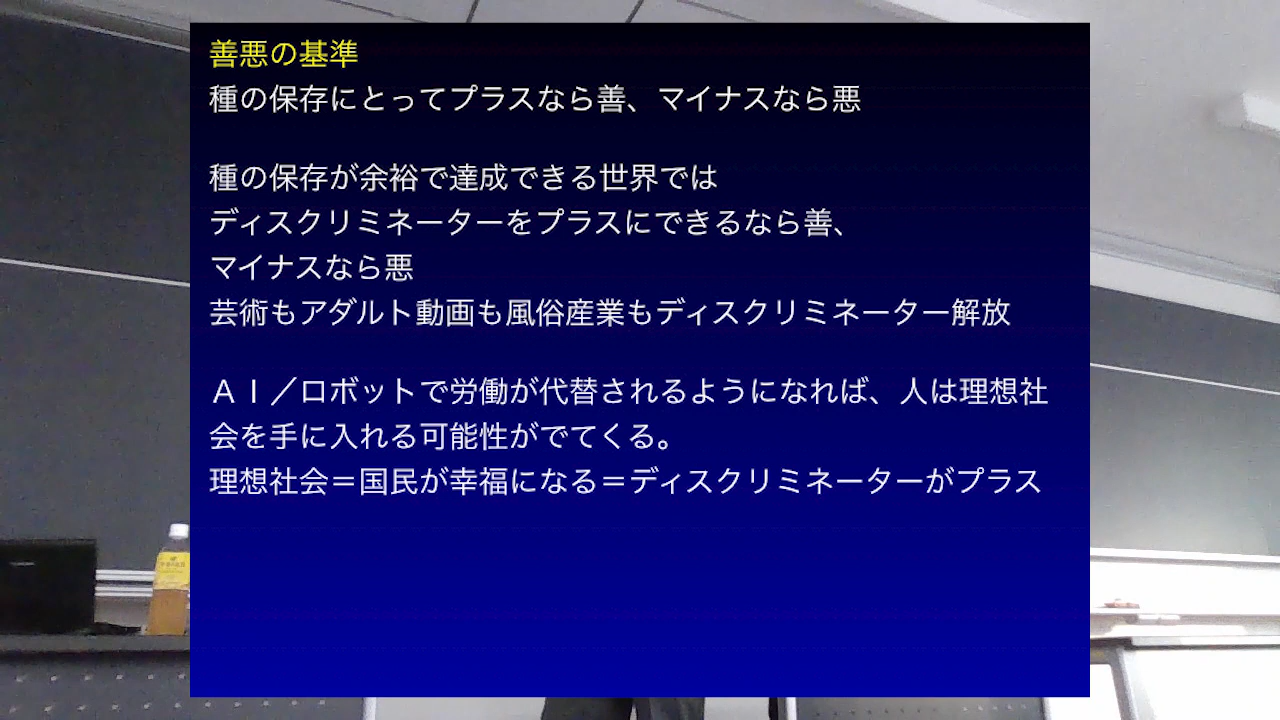 善悪の基準
種の保存にとってプラスなら善、マイナスなら悪
種の保存が余裕で達成できる世界では
ディスクリミネーターをプラスにできるなら善、
マイナスなら悪
芸術もアダルト動画も風俗産業もディスクリミネーター解放
ＡＩ／ロボットで労働が代替されるようになれば、人は理想社
会を手に入れる可能性がでてくる。
理想社会＝国民が幸福になる＝ディスクリミネーターがプラス